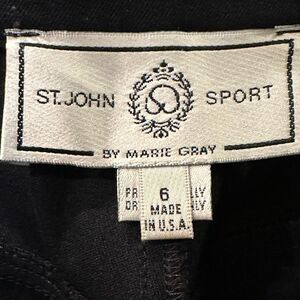 ST. JOHN SPORT
BY MARIE GRAY
6
MADE
IN U.S.A.